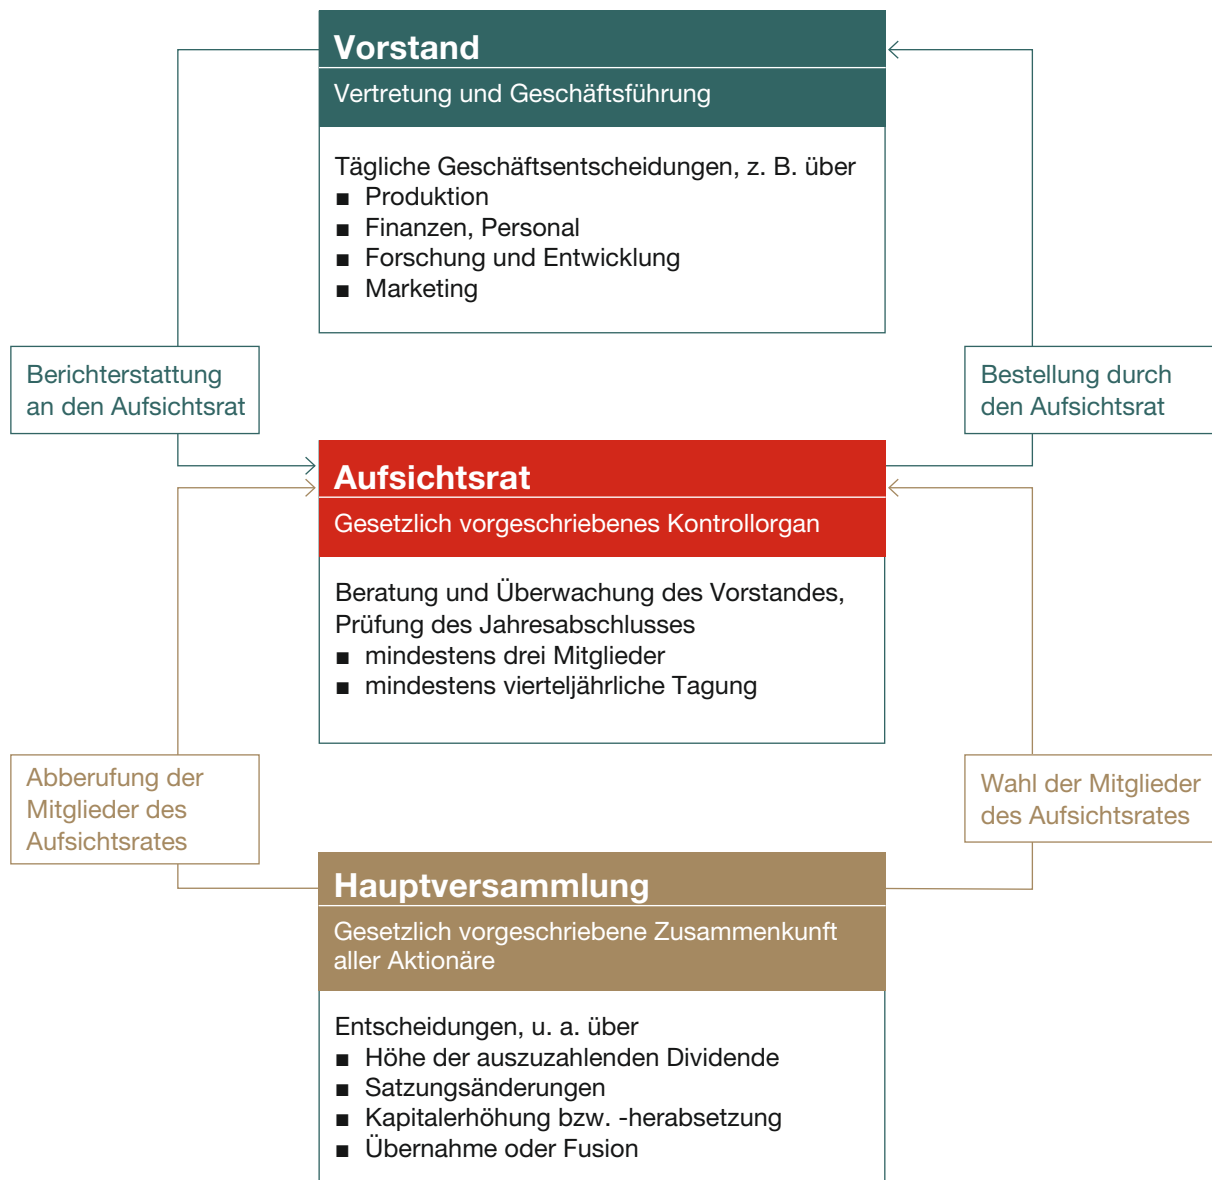 Vorstand
Vertretung und Geschäftsführung
Tägliche Geschäftsentscheidungen, z. B. über
■ Produktion
■ Finanzen, Personal
■ Forschung und Entwicklung
■ Marketing
Berichterstattung
an den Aufsichtsrat
Bestellung durch
den Aufsichtsrat
Aufsichtsrat
Gesetzlich vorgeschriebenes Kontrollorgan
Beratung und Überwachung des Vorstandes,
Prüfung des Jahresabschlusses
■ mindestens drei Mitglieder
■ mindestens vierteljährliche Tagung
Abberufung der
Mitglieder des
Aufsichtsrates
Wahl der Mitglieder
des Aufsichtsrates
Hauptversammlung
Gesetzlich vorgeschriebene Zusammenkunft
aller Aktionäre
Entscheidungen, u. a. über
■ Höhe der auszuzahlenden Dividende
■ Satzungsänderungen
■ Kapitalerhöhung bzw. -herabsetzung
■ Übernahme oder Fusion